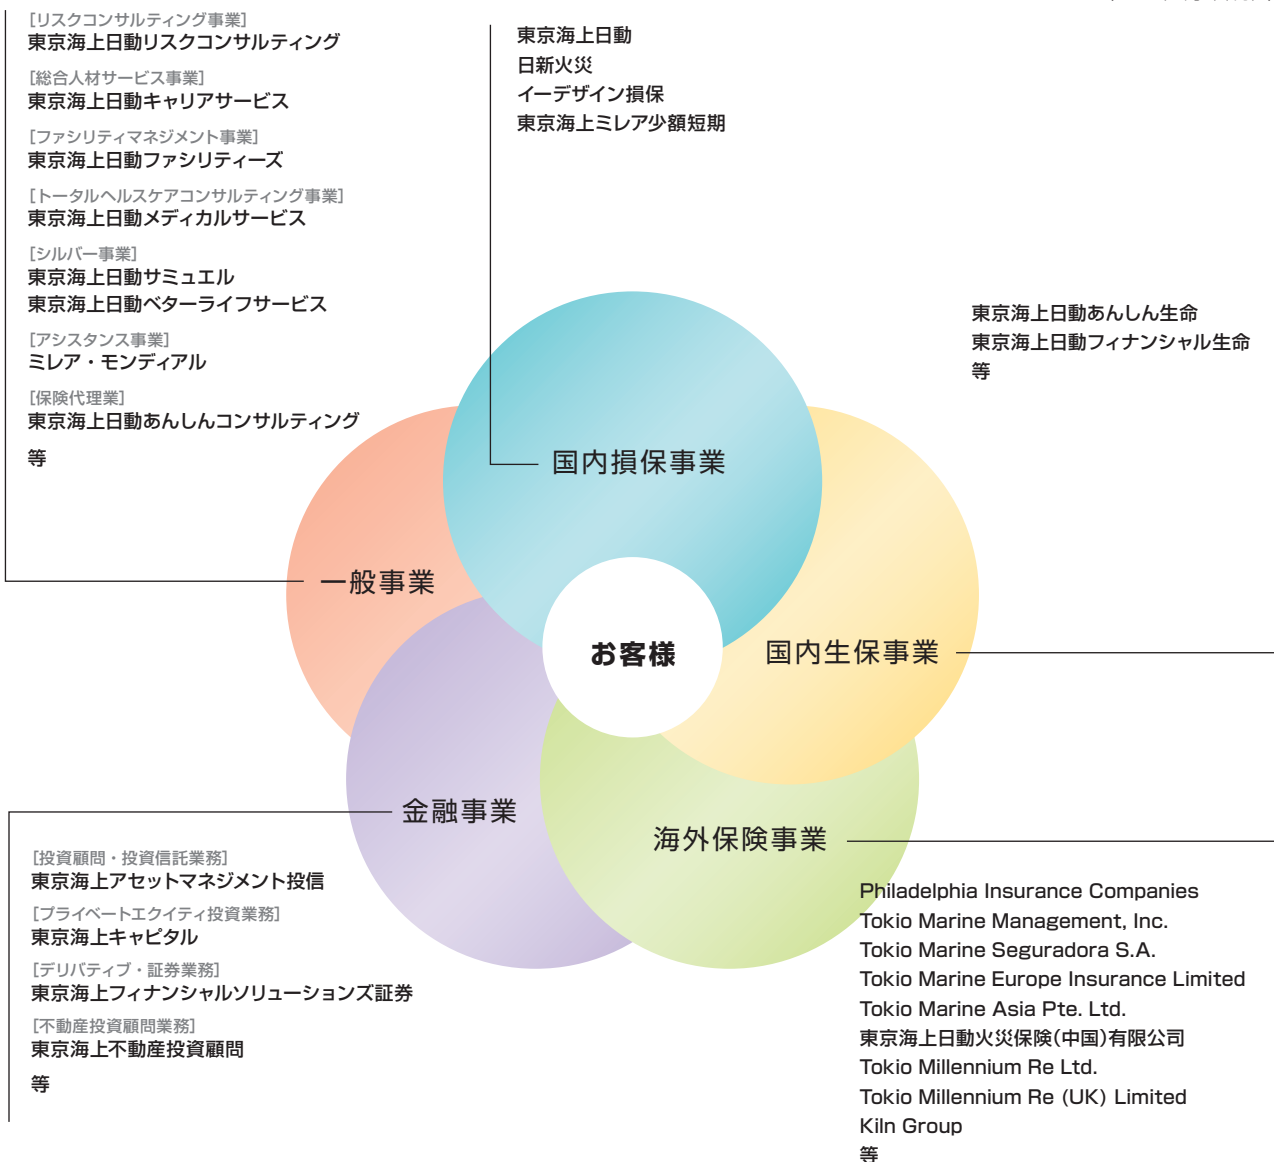 [リスクコンサルティング事業]
東京海上日動リスクコンサルティング
[総合人材サービス事業]
東京海上日動キャリアサービス
[ファシリティマネジメント事業]
東京海上日動ファシリティーズ
[トータルヘルスケアコンサルティング事業]
東京海上日動メディカルサービス
[シルバー事業]
東京海上日動サミュエル
東京海上日動ベターライフサービス
[アシスタンス事業]
ミレア・モンディアル
[保険代理業]
東京海上日動あんしんコンサルティング
等
東京海上日動
日新火災
イーデザイン損保
東京海上ミレア少額短期
東京海上日動あんしん生命
東京海上日動フィナンシャル生命
等
国内損保事業
一般事業
お客様
国内生保事業
金融事業
海外保険事業
[投資顧問・投資信託業務]
東京海上アセットマネジメント投信
[プライベートエクイティ投資業務]
東京海上キャピタル
[デリバティブ・証券業務]
東京海上フィナンシャルソリューションズ証券
[不動産投資顧問業務]
東京海上不動産投資顧問
等
Philadelphia Insurance Companies
Tokio Marine Management, Inc.
Tokio Marine Seguradora S.A.
Tokio Marine Europe Insurance Limited
Tokio Marine Asia Pte. Ltd.
東京海上日動火災保険(中国)有限公司
Tokio Millennium Re Ltd.
Tokio Millennium Re (UK) Limited
Kiln Group
等